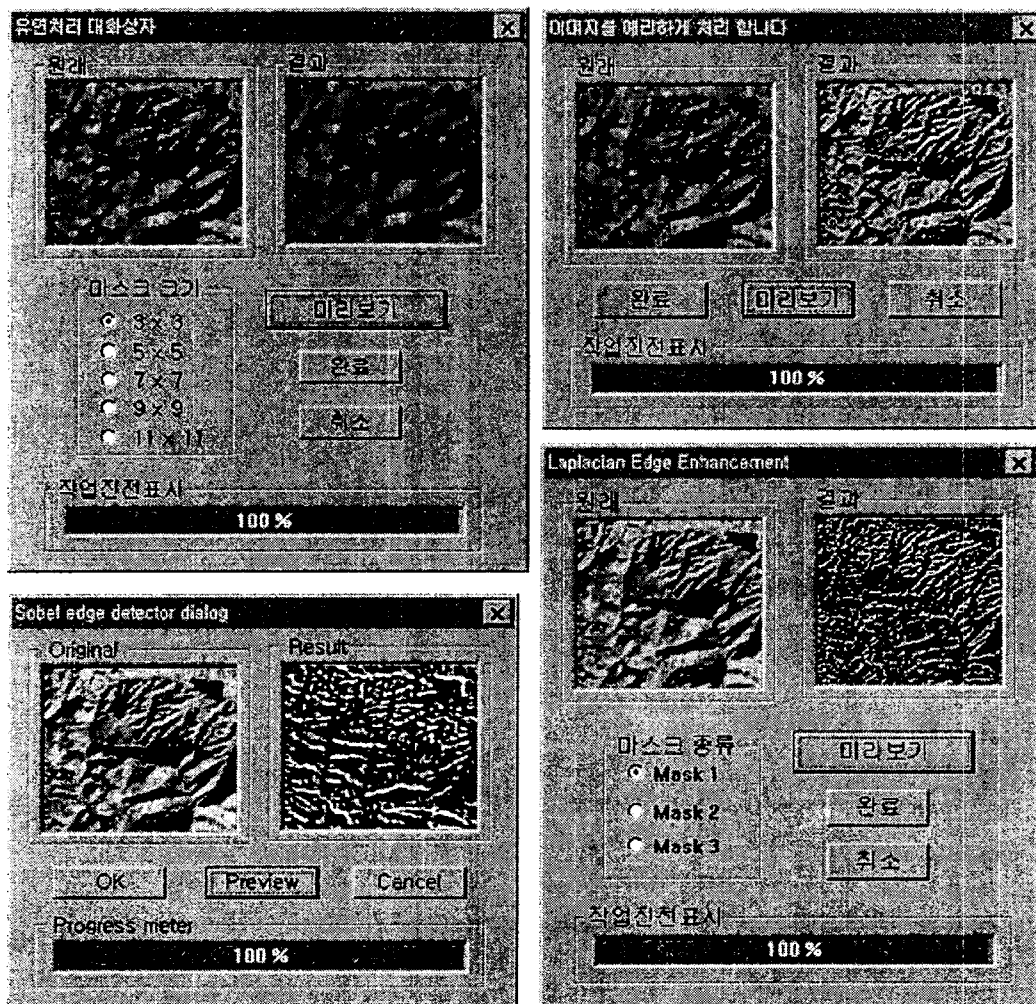 유연처리 대화상자
원래
결과
마스크 크기
3 x 3
5 x 5
7 x 7
9 x 9
11 x 11
미리보기
완료
취소
작업진전표시
100 %
이미지를 예리하게 처리 합니다
원래
결과
완료
미리보기
취소
작업진전표시
100 %
Sobel edge detector dialog
Original
Result
OK
Preview
Cancel
Progress meter
100 %
Laplacian Edge Enhancement
원래
결과
마스크 종류
Mask 1
Mask 2
Mask 3
미리보기
완료
취소
작업진전표시
100 %